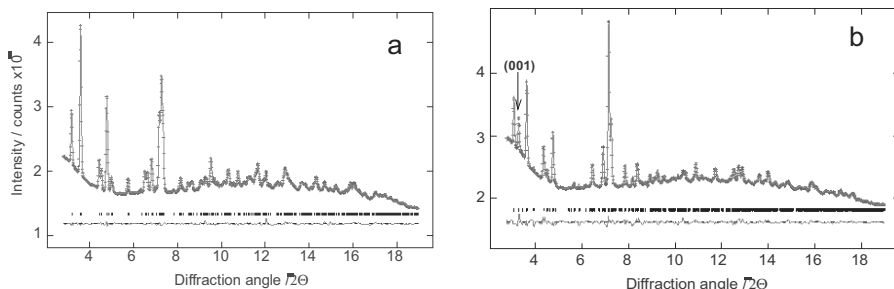 a
4
3
2
1
Intensity / counts x10
4 6 8 10 12 14 16 18
Diffraction angle /2Θ
b
(001)
4
3
2
4 6 8 10 12 14 16 18
Diffraction angle /2Θ